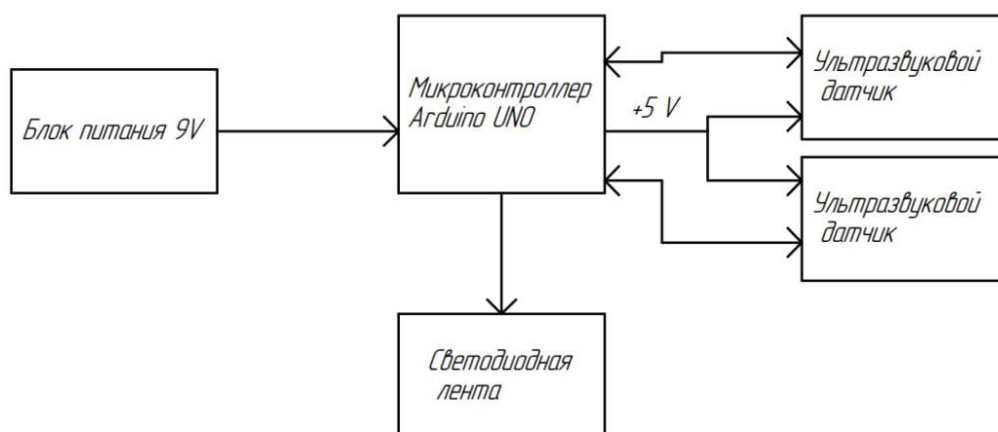 Блок питания 9V
Микроконтроллер
Arduino UNO
+5 V
Ультразвуковой
датчик
Ультразвуковой
датчик
Светодиодная
лента